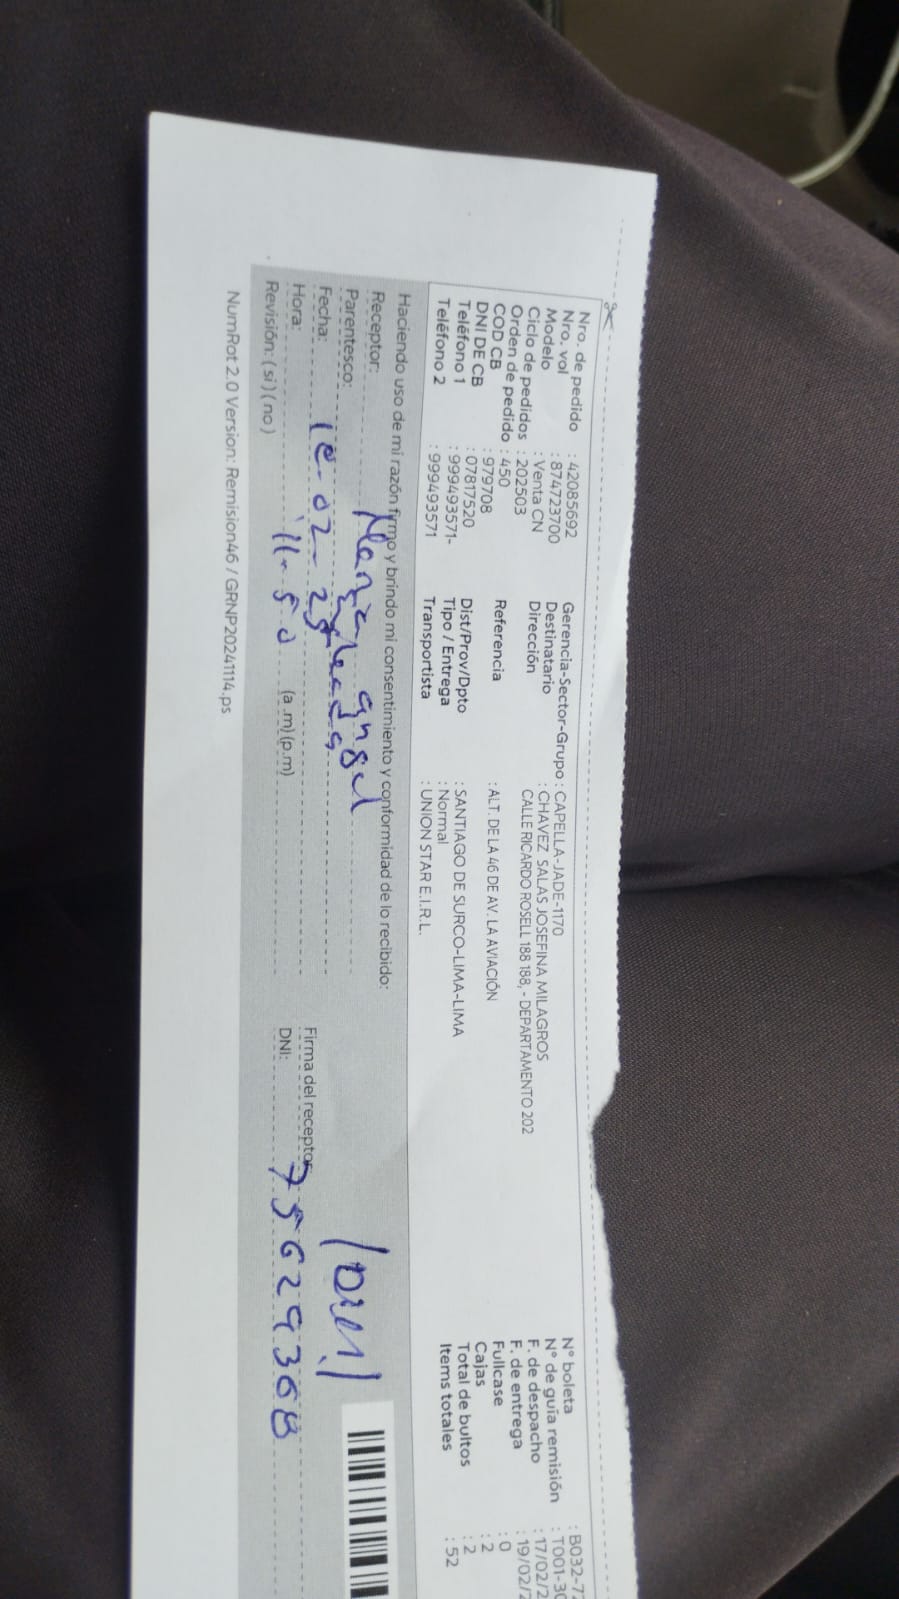 Nro. de pedido : 42085692
Nro. vol : 874723700
Modelo : Venta CN
Ciclo de pedidos : 202503
Orden de pedido : 450
COD CB : 979708
DNI DE CB : 07817520
Teléfono 1 : 999493571-
Teléfono 2 : 999493571
Gerencia-Sector-Grupo : CAPELLA-JADE-1170
Destinatario : CHAVEZ SALAS JOSEFINA MILAGROS
Dirección CALLE RICARDO ROSELL 188 188, - DEPARTAMENTO 202
Referencia : ALT. DE LA 46 DE AV. LA AVIACIÓN
Dist/Prov/Dpto : SANTIAGO DE SURCO-LIMA-LIMA
Tipo / Entrega : Normal
Transportista : UNION STAR E.I.R.L.
N° boleta : B032-72
N° de guía remisión : T001-30
F. de despacho : 17/02/2
F. de entrega : 19/02/2
Fullcase : 0
Cajas : 2
Total de bultos : 2
Items totales : 52
Haciendo uso de mi razón firmo y brindo mi consentimiento y conformidad de lo recibido:
Receptor: angel
Parentesco:
Fecha: 02-25
Hora: 11-50 (a.m)(p.m)
Revisión: (si) (no)
Firma del receptor
DNI: 75629368
NumRot 2.0 Version: Remision46 / GRNP20241114.ps